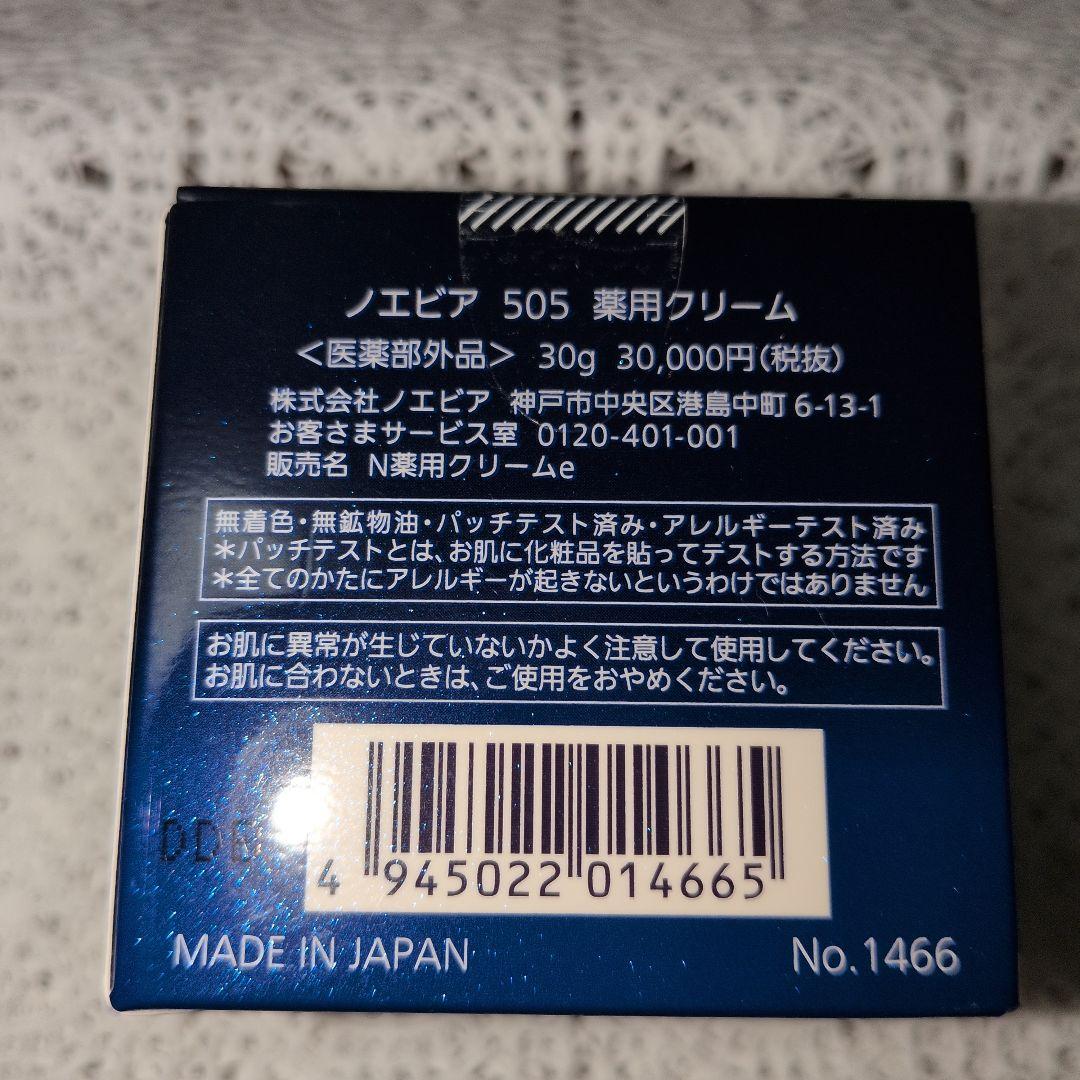 ノエビア 505 薬用クリーム
<医薬部外品> 30g 30,000円(税抜)
株式会社ノエビア 神戸市中央区港島中町6-13-1
お客さまサービス室 0120-401-001
販売名 N薬用クリームe
無着色・無鉱物油・パッチテスト済み・アレルギーテスト済み
*パッチテストとは、お肌に化粧品を貼ってテストする方法です
*全てのかたにアレルギーが起きないというわけではありません
お肌に異常が生じていないかよく注意して使用してください。
お肌に合わないときは、ご使用をおやめください。
4 945022 014665
MADE IN JAPAN No.1466